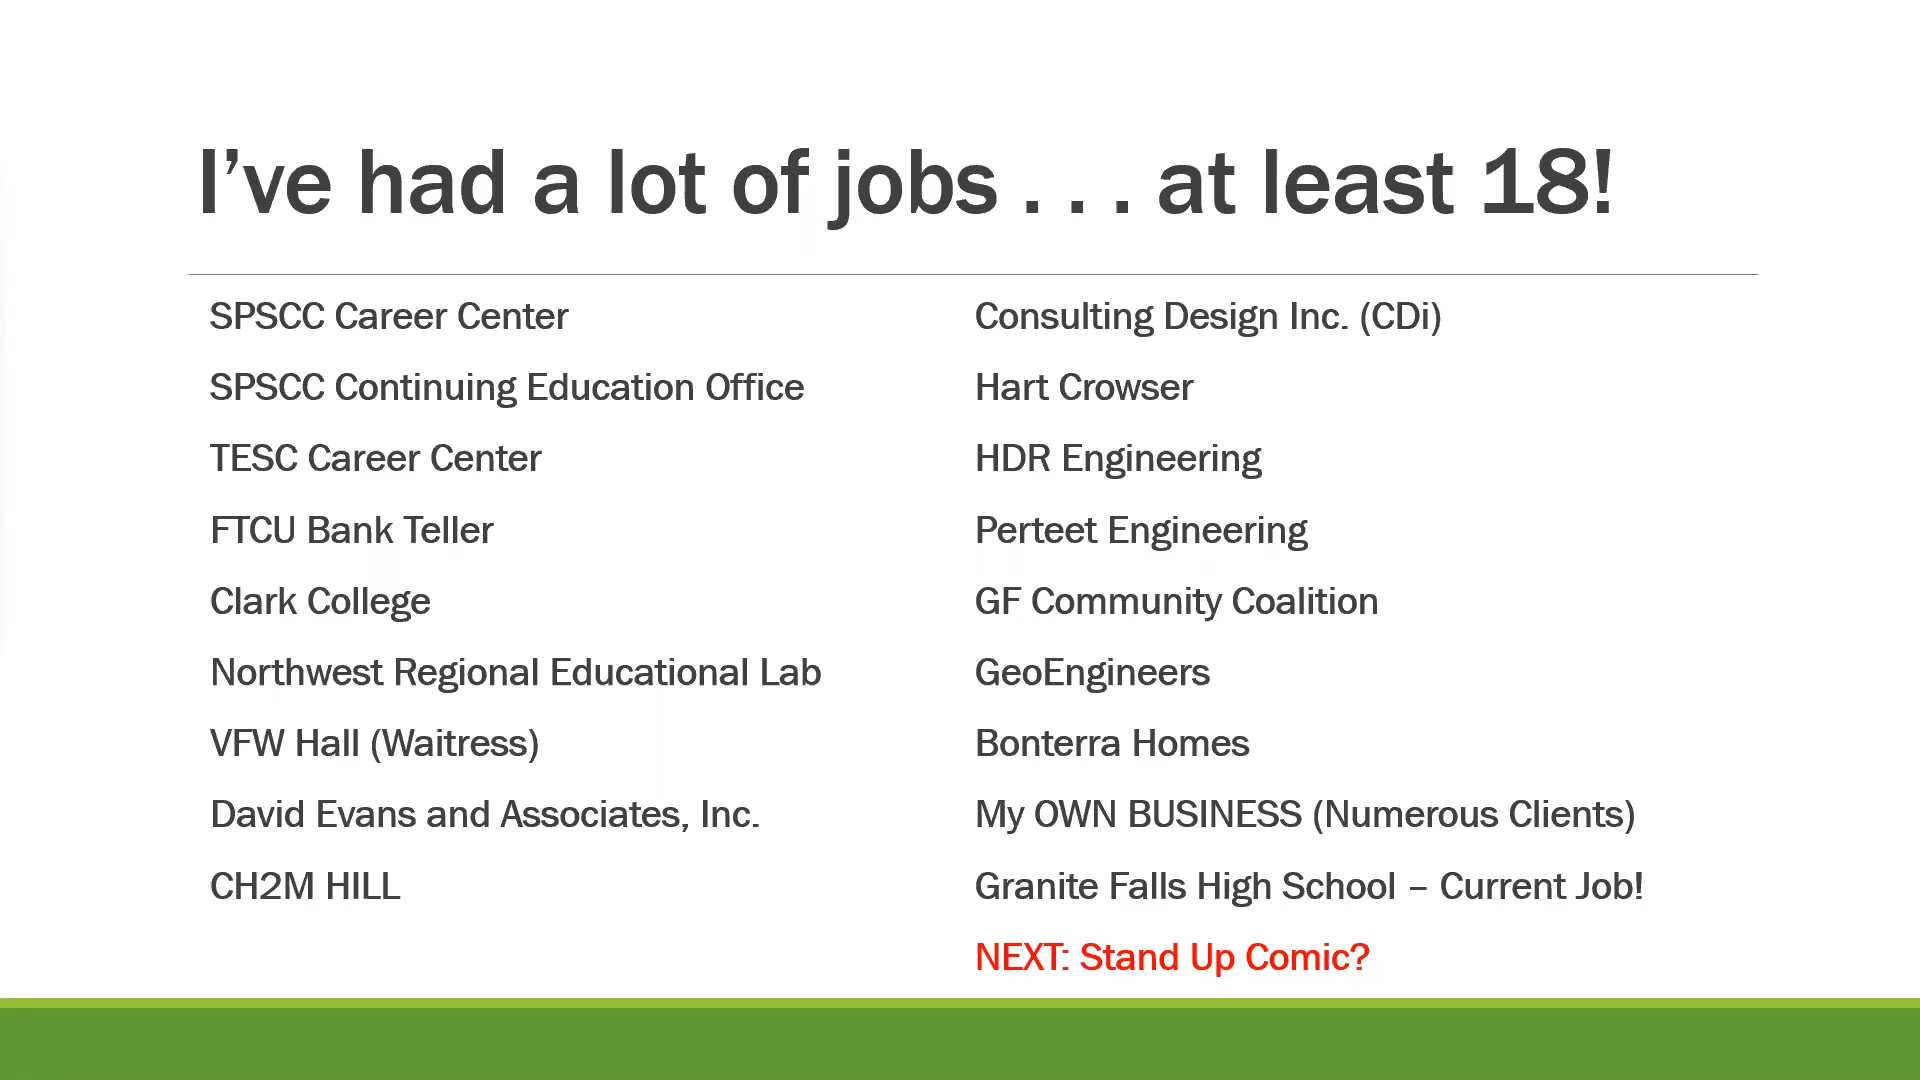 I’ve had a lot of jobs . . . at least 18!
SPSCC Career Center
SPSCC Continuing Education Office
TESC Career Center
FTCU Bank Teller
Clark College
Northwest Regional Educational Lab
VFW Hall (Waitress)
David Evans and Associates, Inc.
CH2M HILL
Consulting Design Inc. (CDi)
Hart Crowser
HDR Engineering
Perteet Engineering
GF Community Coalition
GeoEngineers
Bonterra Homes
My OWN BUSINESS (Numerous Clients)
Granite Falls High School – Current Job!
NEXT: Stand Up Comic?